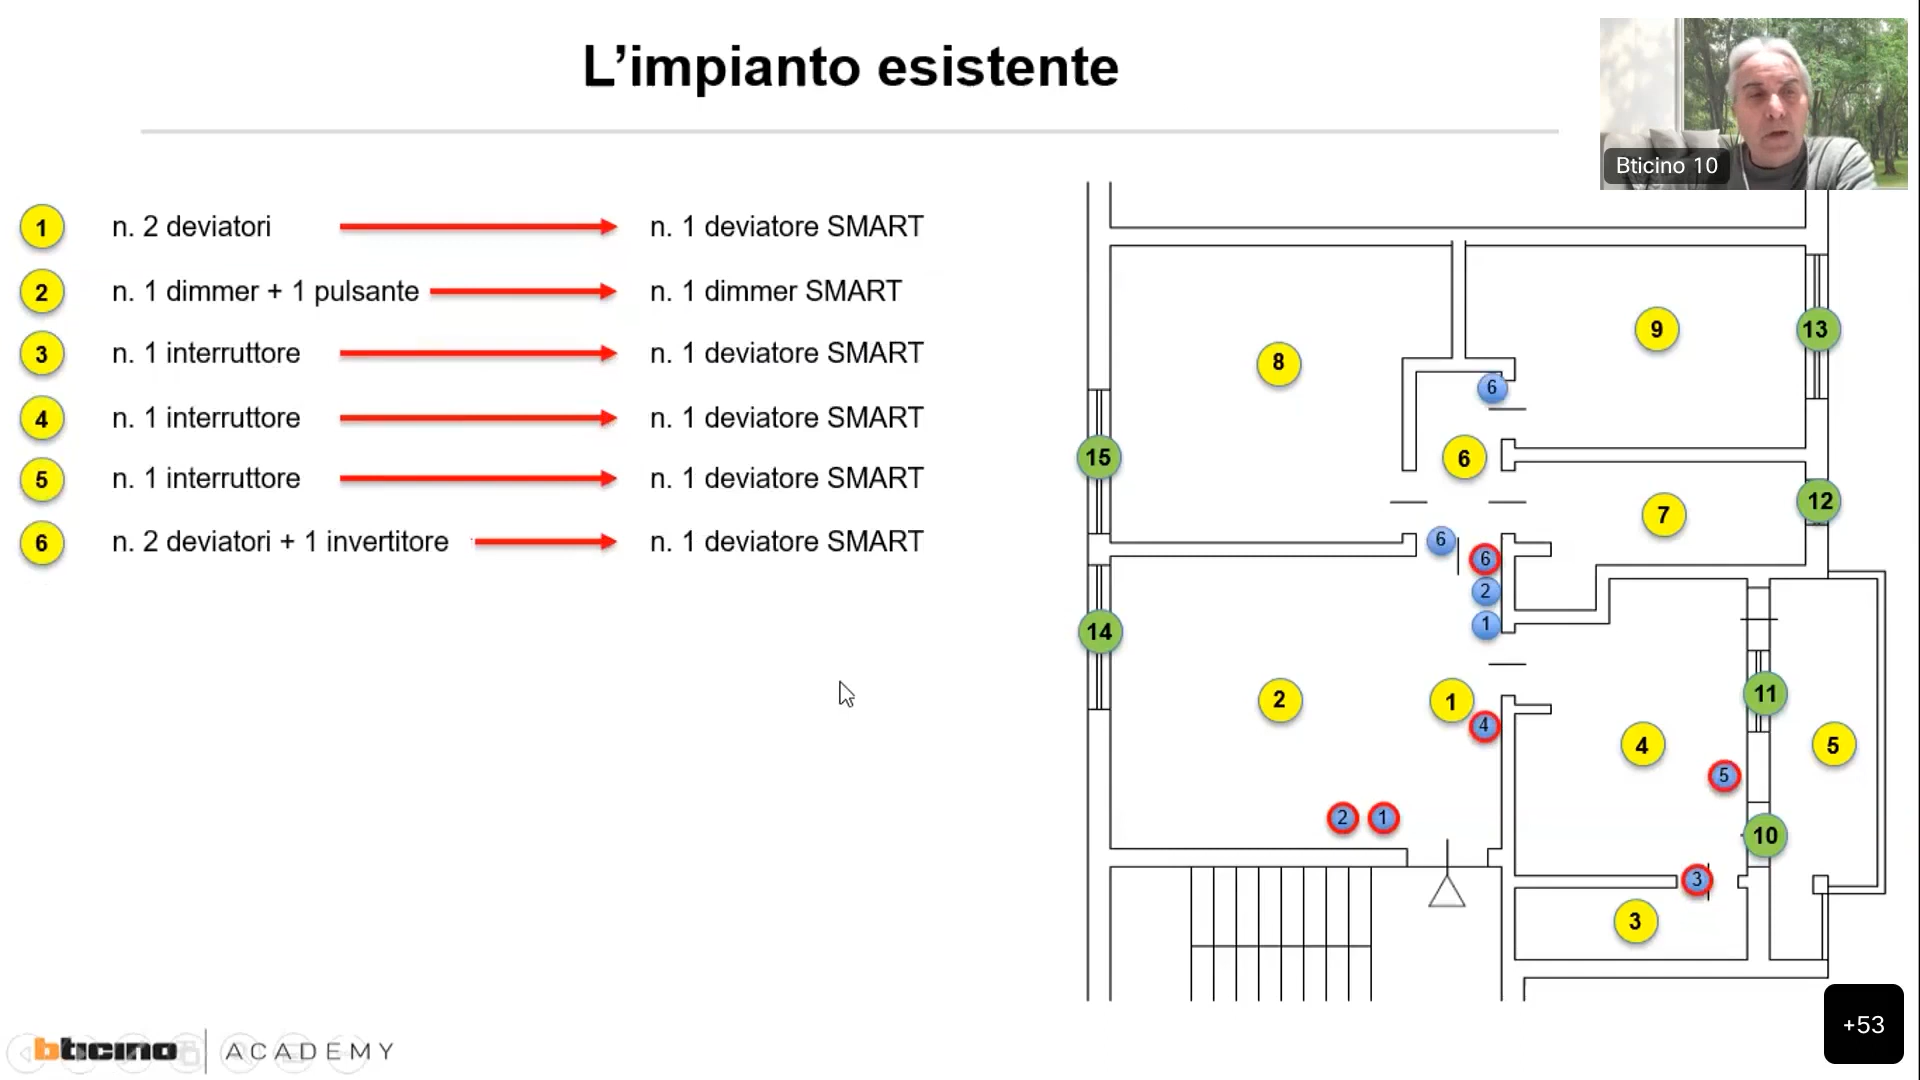 L’impianto esistente
Bticino 10
1 n. 2 deviatori n. 1 deviatore SMART
2 n. 1 dimmer + 1 pulsante n. 1 dimmer SMART
3 n. 1 interruttore n. 1 deviatore SMART
4 n. 1 interruttore n. 1 deviatore SMART
5 n. 1 interruttore n. 1 deviatore SMART
6 n. 2 deviatori + 1 invertitore n. 1 deviatore SMART
9
13
8
6
15
6
12
7
6
6
2
1
14
11
2
1
4
4
5
5
2
1
10
3
3
bticino ACADEMY
+53